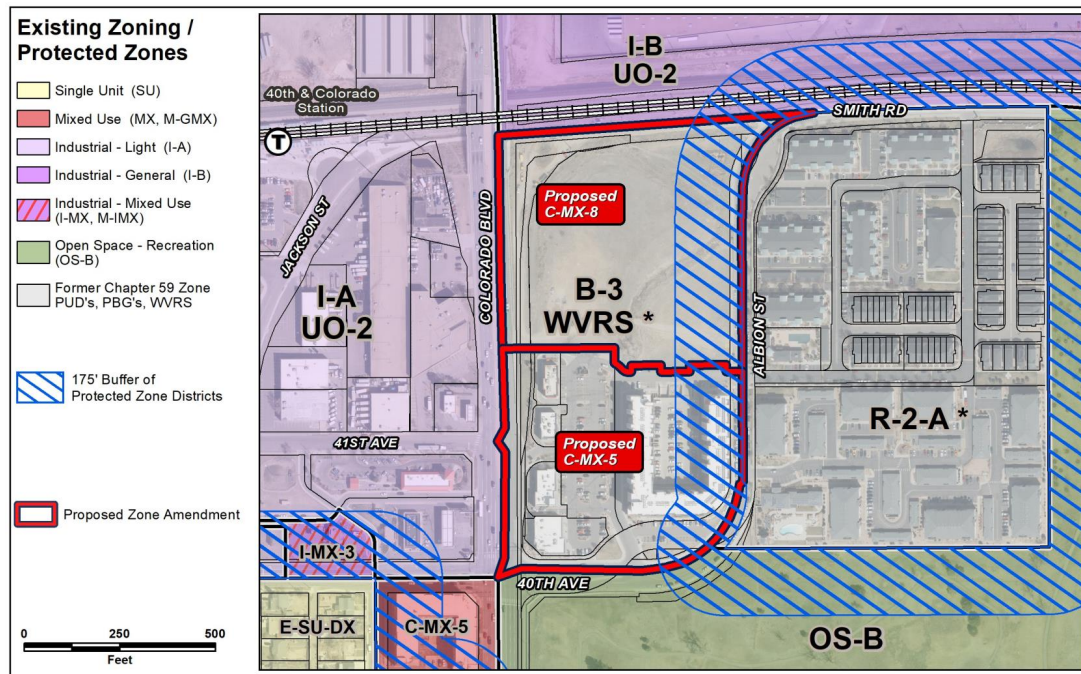 Existing Zoning /
Protected Zones
Single Unit (SU)
Mixed Use (MX, M-GMX)
Industrial - Light (I-A)
Industrial - General (I-B)
Industrial - Mixed Use
(I-MX, M-IMX)
Open Space - Recreation
(OS-B)
Former Chapter 59 Zone
PUD's, PBG's, WVRS
175' Buffer of
Protected Zone Districts
Proposed Zone Amendment
0 250 500
Feet
I-B
UO-2
40th & Colorado
Station
T
SMITH RD
JACKSON ST
COLORADO BLVD
Proposed
C-MX-8
I-A
UO-2
B-3
WVRS *
ALBION ST
R-2-A *
41ST AVE
Proposed
C-MX-5
I-MX-3
40TH AVE
E-SU-DX
C-MX-5
OS-B